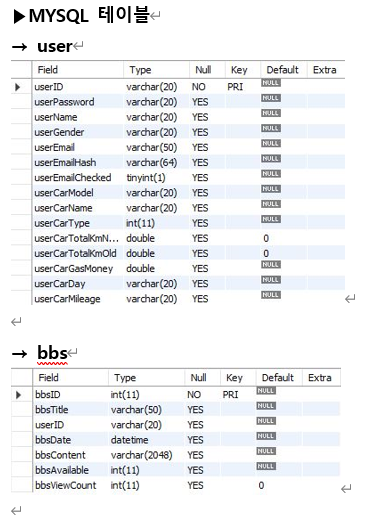 ▶MYSQL 테이블
→ user
Field Type Null Key Default Extra
userID varchar(20) NO PRI NULL
userPassword varchar(20) YES NULL
userName varchar(20) YES NULL
userGender varchar(20) YES NULL
userEmail varchar(50) YES NULL
userEmailHash varchar(64) YES NULL
userEmailChecked tinyint(1) YES NULL
userCarModel varchar(20) YES NULL
userCarName varchar(20) YES NULL
userCarType int(11) YES NULL
userCarTotalKmN... double YES 0
userCarTotalKmOld double YES 0
userCarGasMoney double YES NULL
userCarDay varchar(20) YES NULL
userCarMileage varchar(20) YES NULL
→ bbs
Field Type Null Key Default Extra
bbsID int(11) NO PRI NULL
bbsTitle varchar(50) YES NULL
userID varchar(20) YES NULL
bbsDate datetime YES NULL
bbsContent varchar(2048) YES NULL
bbsAvailable int(11) YES NULL
bbsViewCount int(11) YES 0